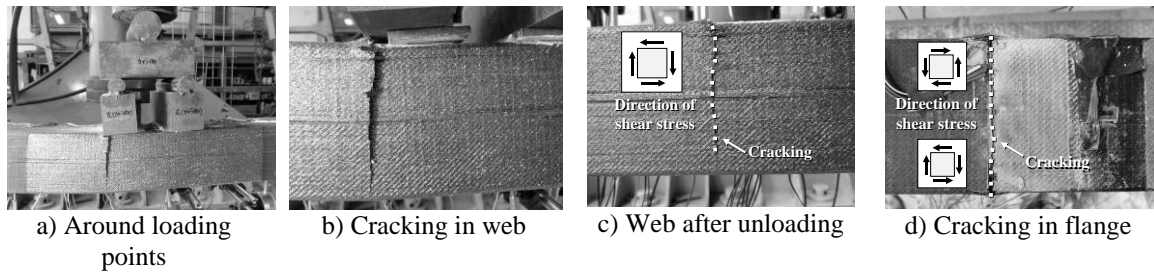 Direction of
shear stress
Cracking
Direction of
shear stress
Cracking
a) Around loading
points
b) Cracking in web
c) Web after unloading
d) Cracking in flange